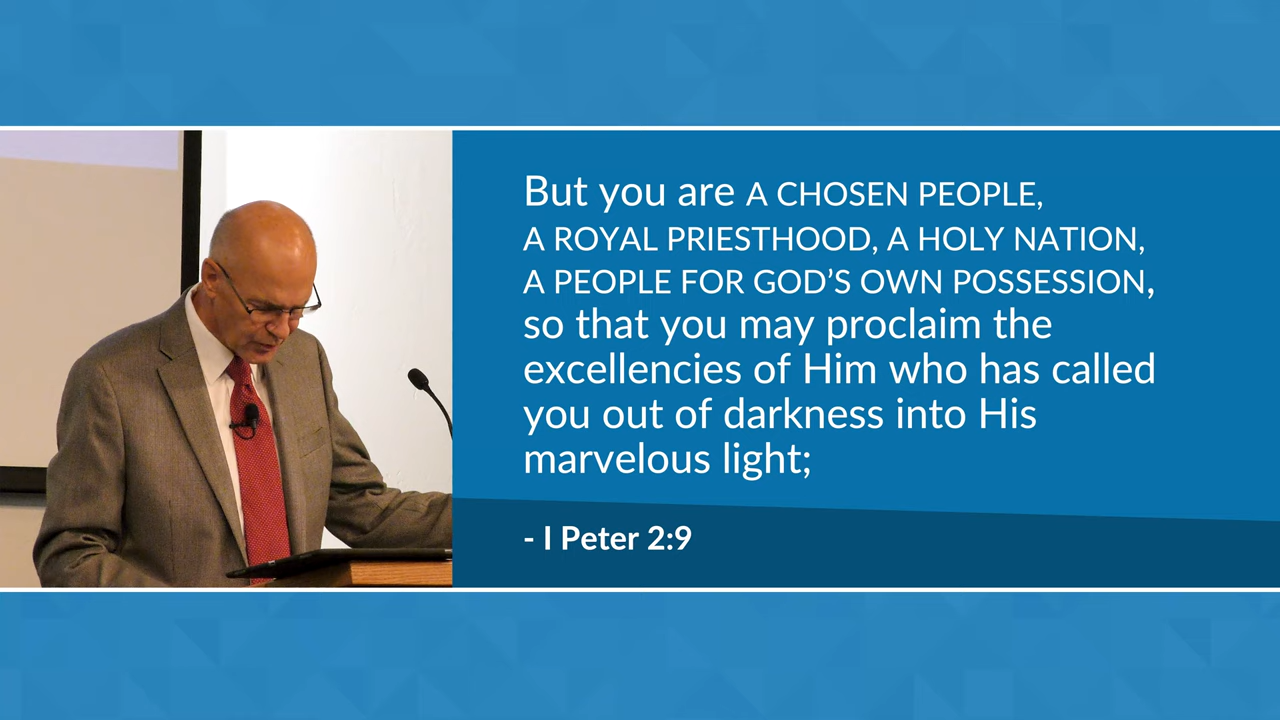 But you are A CHOSEN PEOPLE,
A ROYAL PRIESTHOOD, A HOLY NATION,
A PEOPLE FOR GOD’S OWN POSSESSION,
so that you may proclaim the
excellencies of Him who has called
you out of darkness into His
marvelous light;
- I Peter 2:9